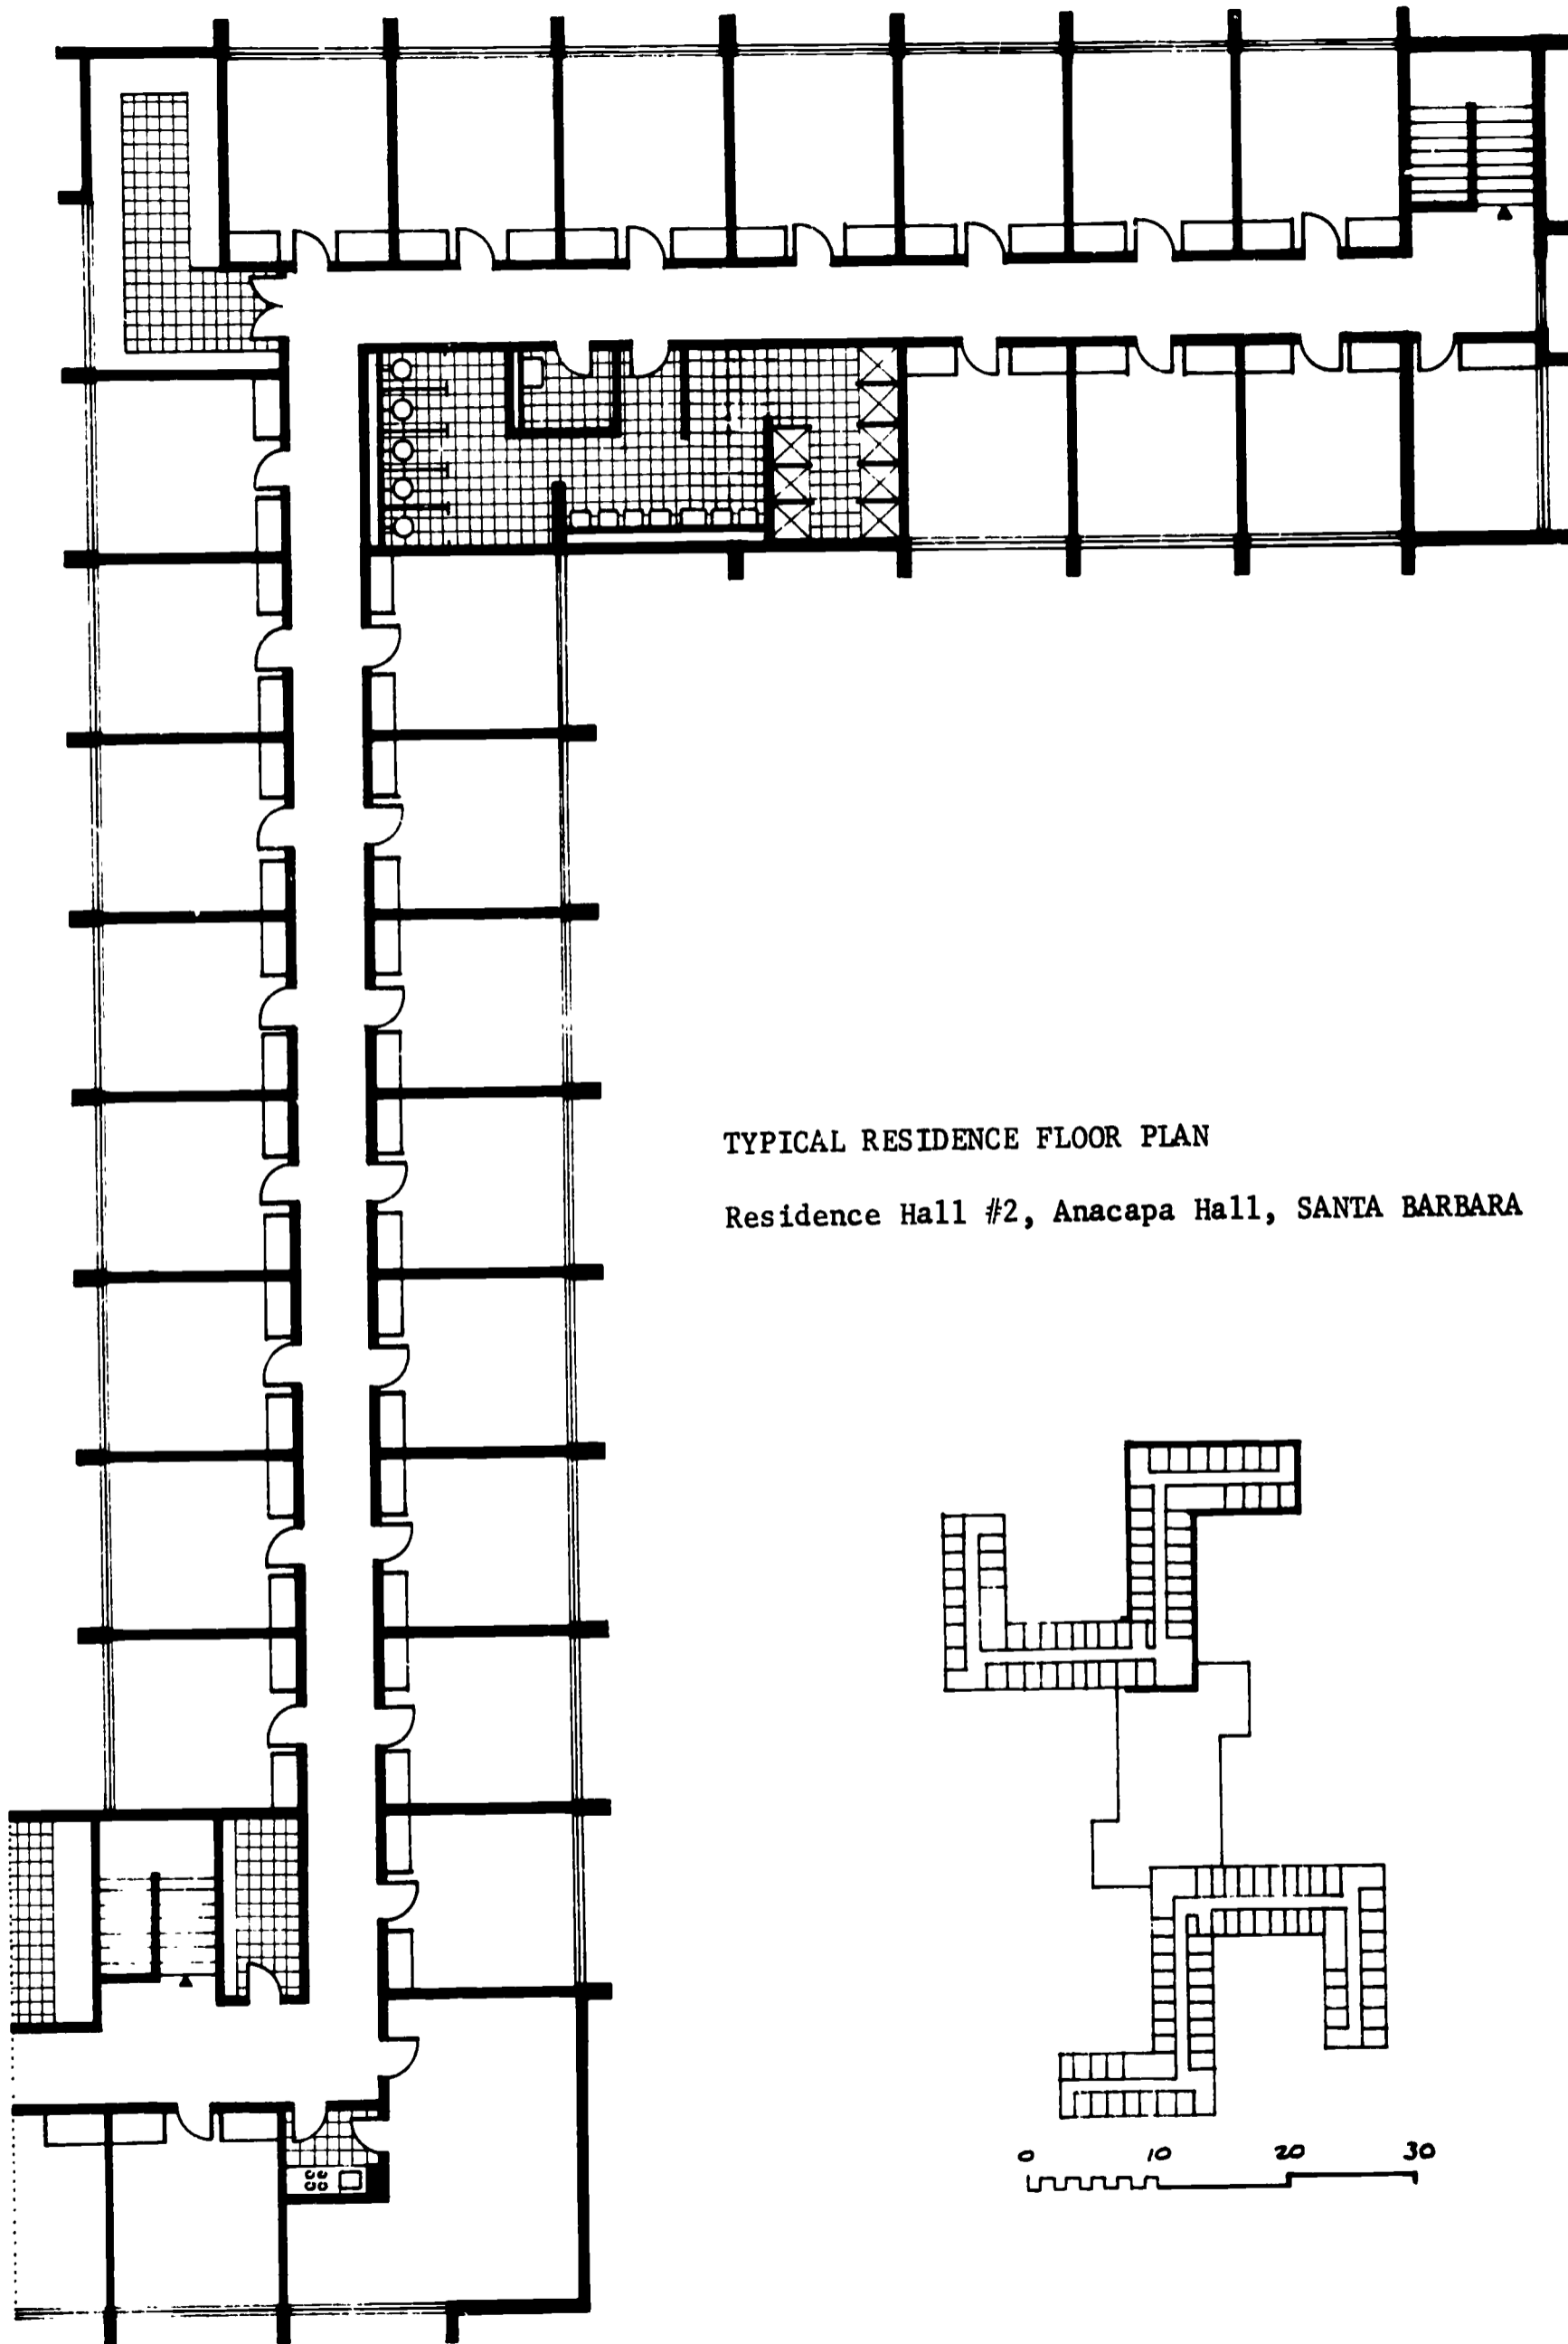 TYPICAL RESIDENCE FLOOR PLAN
Residence Hall #2, Anacapa Hall, SANTA BARBARA
0 10 20 30